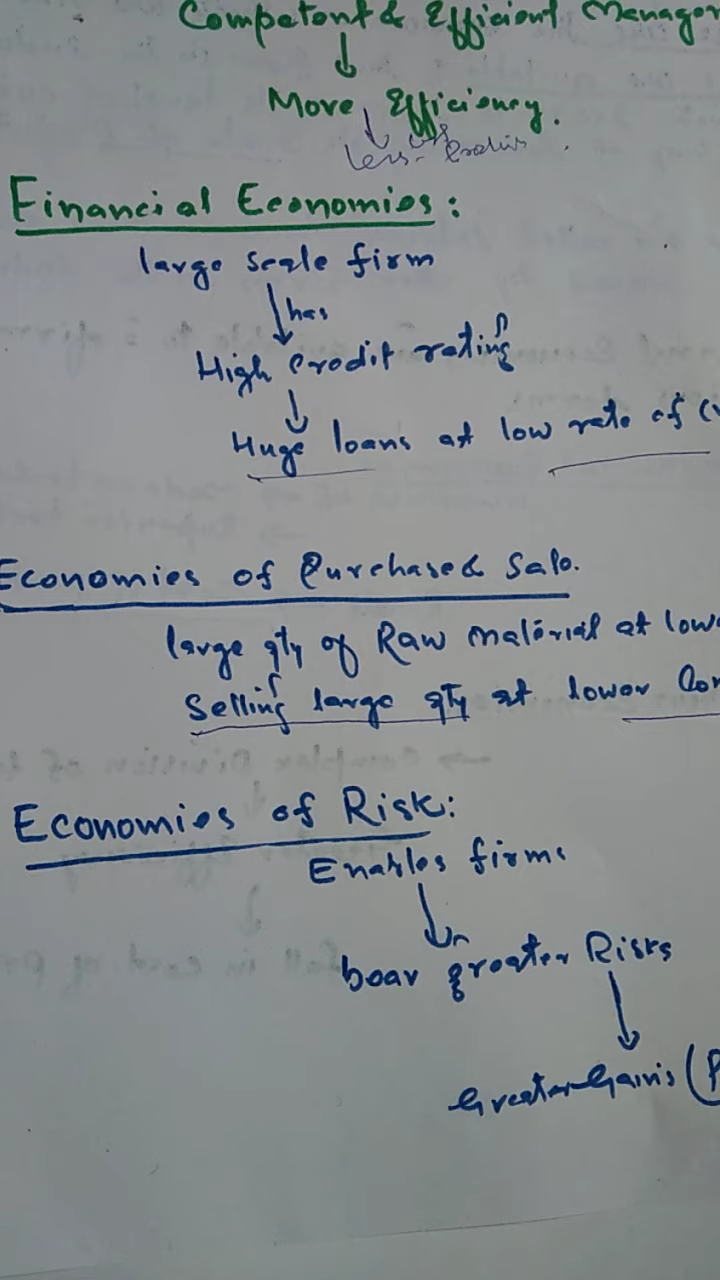 Competent & Efficient Manager
More Efficiency.
less
Financial Economies:
large scale firm
has
High Credit rating
Huge loans at low rate of
Economies of Purchase & Sale.
large qty of Raw material at low
Selling large qty at lower
Economies of Risk:
Enables firms
bear greater Risks
Greater Gains (P